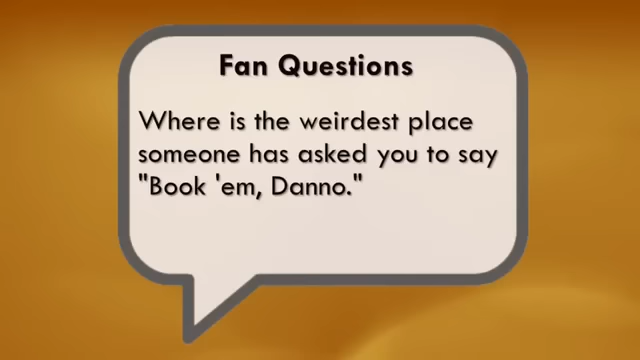 Fan Questions
Where is the weirdest place
someone has asked you to say
"Book 'em, Danno."